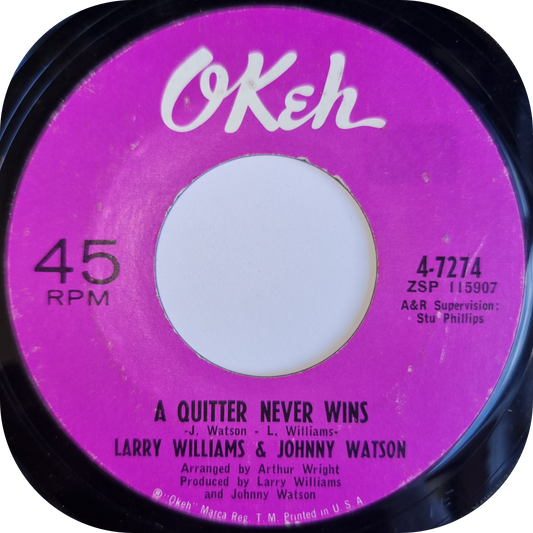 OKeh
45
RPM
4-7274
ZSP 115907
A&R Supervision:
Stu Phillips
A QUITTER NEVER WINS
-J. Watson - L. Williams-
LARRY WILLIAMS & JOHNNY WATSON
Arranged by Arthur Wright
Produced by Larry Williams
and Johnny Watson
® "Okeh" Marca Reg. T. M. Printed in U S A